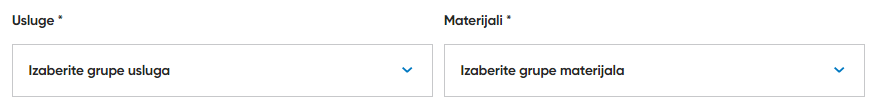 Usluge *
Materijali *
Izaberite grupe usluga
Izaberite grupe materijala